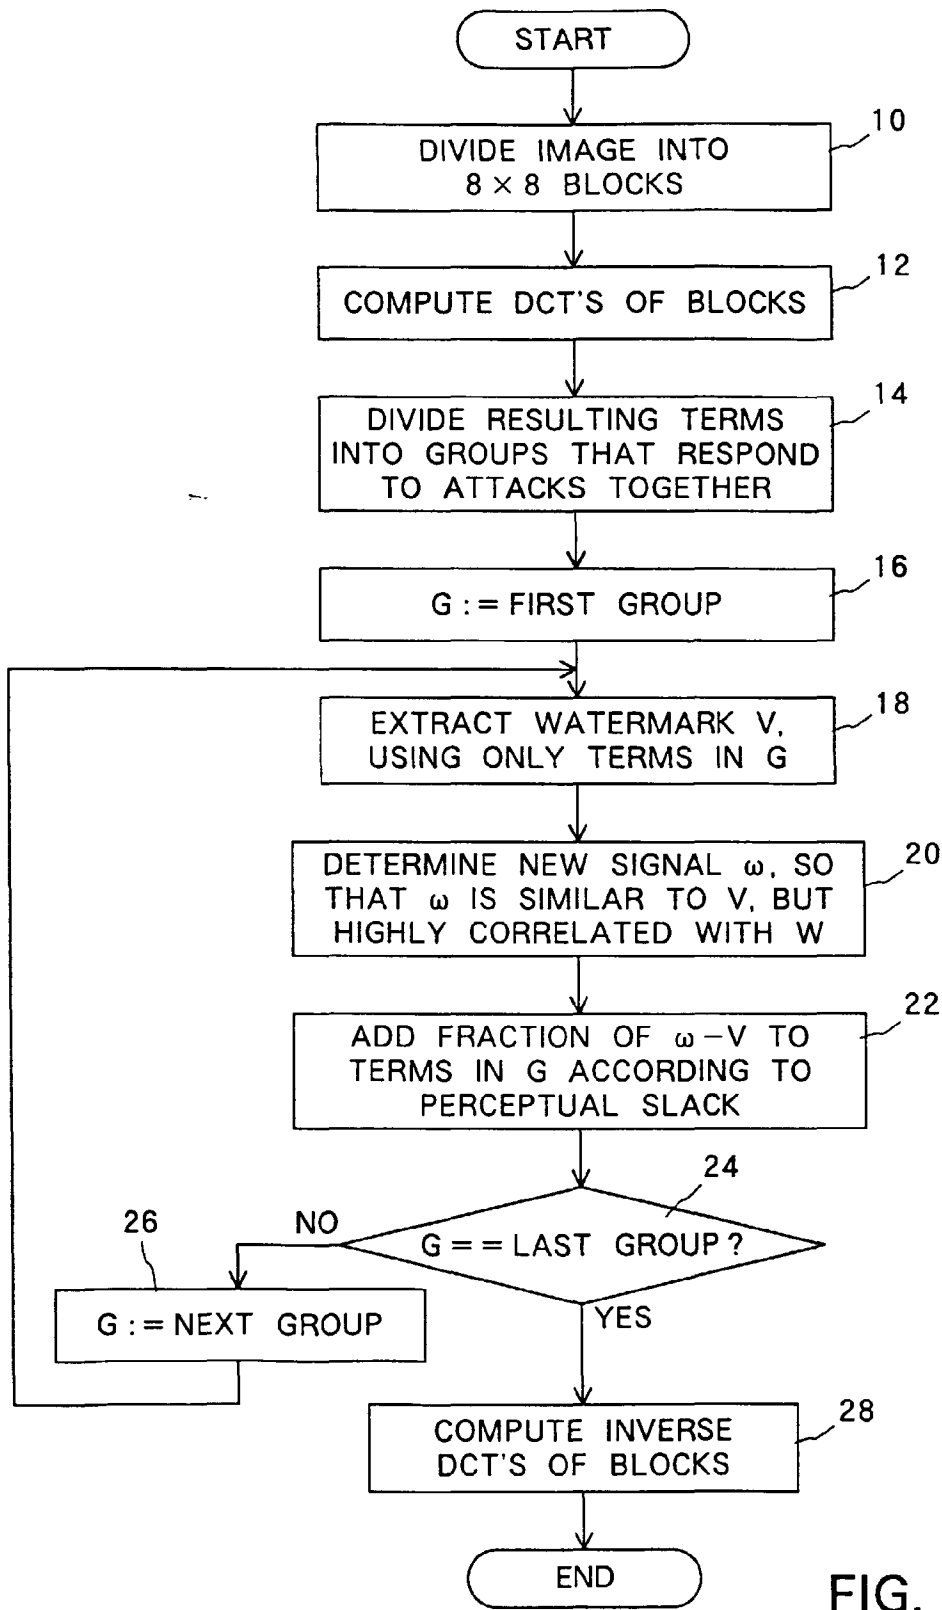 START
10
DIVIDE IMAGE INTO
8 × 8 BLOCKS
12
COMPUTE DCT'S OF BLOCKS
14
DIVIDE RESULTING TERMS
INTO GROUPS THAT RESPOND
TO ATTACKS TOGETHER
16
G := FIRST GROUP
18
EXTRACT WATERMARK V,
USING ONLY TERMS IN G
20
DETERMINE NEW SIGNAL ω, SO
THAT ω IS SIMILAR TO V, BUT
HIGHLY CORRELATED WITH W
22
ADD FRACTION OF ω-V TO
TERMS IN G ACCORDING TO
PERCEPTUAL SLACK
24
G == LAST GROUP?
NO
26
G := NEXT GROUP
YES
28
COMPUTE INVERSE
DCT'S OF BLOCKS
END
FIG.